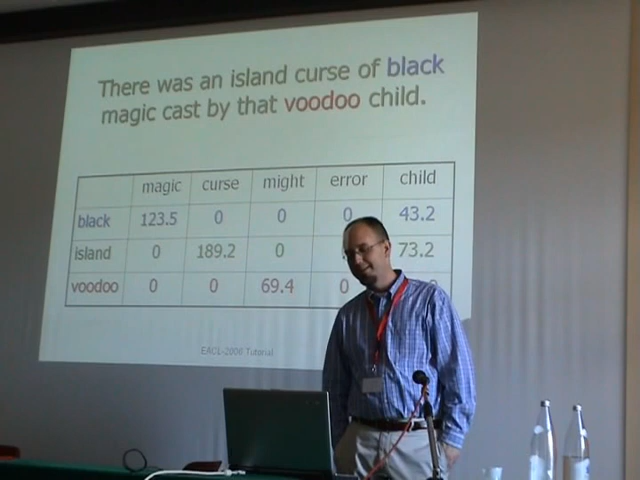 There was an island curse of black
magic cast by that voodoo child.
magic curse might error child
black 123.5 0 0 0 43.2
island 0 189.2 0 73.2
voodoo 0 0 69.4 0 0
EACL-2006 Tutorial